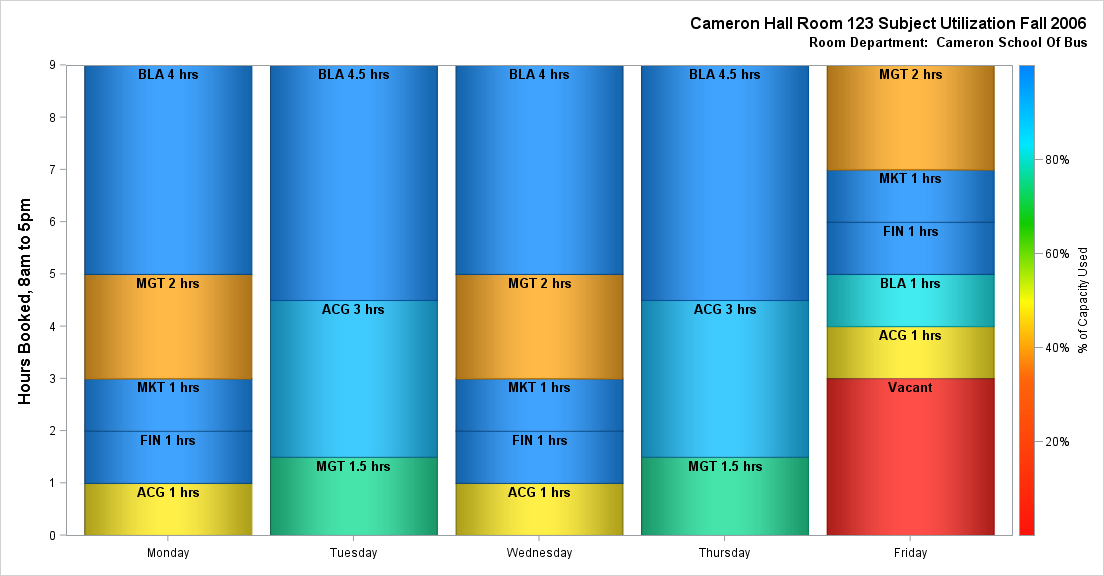 Cameron Hall Room 123 Subject Utilization Fall 2006
Room Department:  Cameron School Of Bus
Hours Booked, 8am to 5pm
9
8
7
6
5
4
3
2
1
0
BLA 4 hrs
MGT 2 hrs
MKT 1 hrs
FIN 1 hrs
ACG 1 hrs
BLA 4.5 hrs
ACG 3 hrs
MGT 1.5 hrs
BLA 4 hrs
MGT 2 hrs
MKT 1 hrs
FIN 1 hrs
ACG 1 hrs
BLA 4.5 hrs
ACG 3 hrs
MGT 1.5 hrs
MGT 2 hrs
MKT 1 hrs
FIN 1 hrs
BLA 1 hrs
ACG 1 hrs
Vacant
Monday
Tuesday
Wednesday
Thursday
Friday
80%
60%
40%
20%
% of Capacity Used